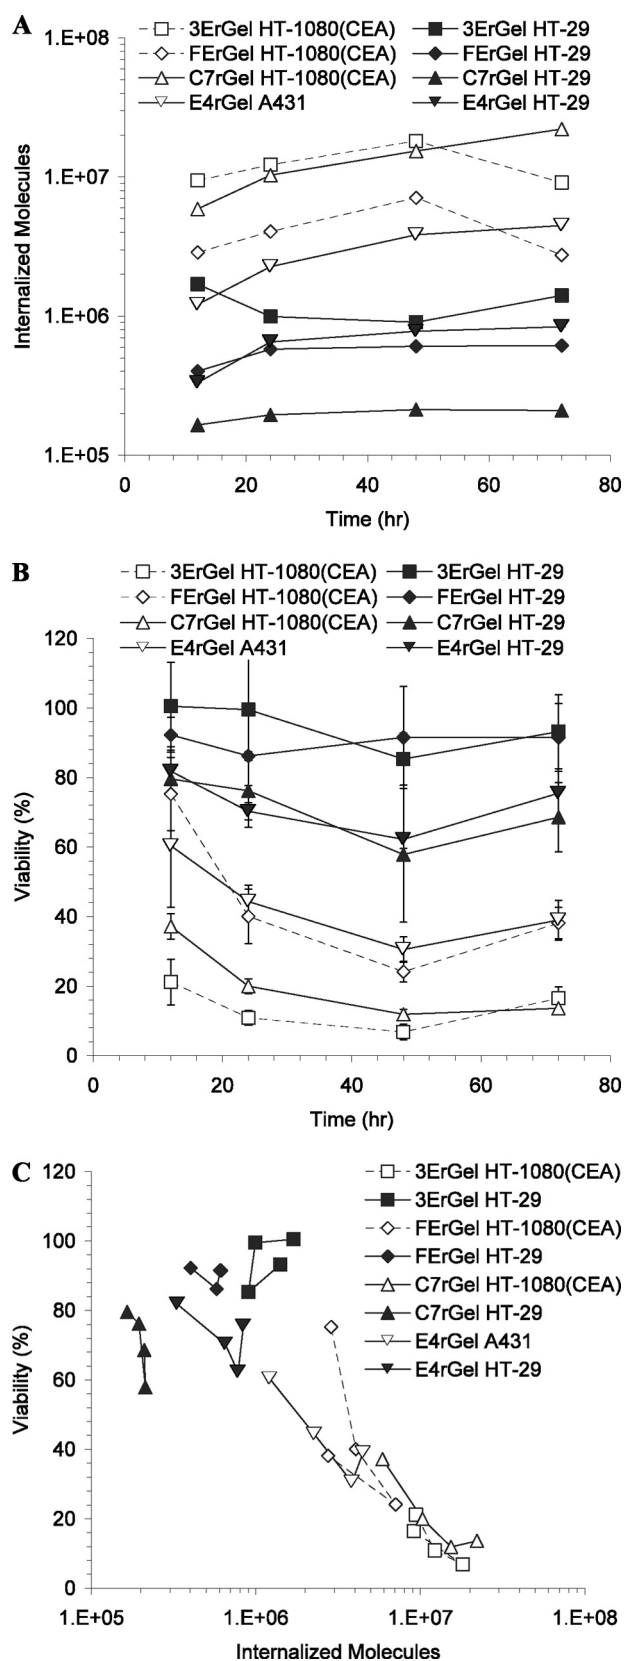 A
3ErGel HT-1080(CEA) 3ErGel HT-29
FErGel HT-1080(CEA) FErGel HT-29
C7rGel HT-1080(CEA) C7rGel HT-29
E4rGel A431 E4rGel HT-29
1.E+08
1.E+07
1.E+06
1.E+05
Internalized Molecules
0 20 40 60 80
Time (hr)
B
3ErGel HT-1080(CEA) 3ErGel HT-29
FErGel HT-1080(CEA) FErGel HT-29
C7rGel HT-1080(CEA) C7rGel HT-29
E4rGel A431 E4rGel HT-29
120
100
80
60
40
20
0
Viability (%)
0 20 40 60 80
Time (hr)
C
3ErGel HT-1080(CEA)
3ErGel HT-29
FErGel HT-1080(CEA)
FErGel HT-29
C7rGel HT-1080(CEA)
C7rGel HT-29
E4rGel A431
E4rGel HT-29
120
100
80
60
40
20
0
Viability (%)
1.E+05 1.E+06 1.E+07 1.E+08
Internalized Molecules